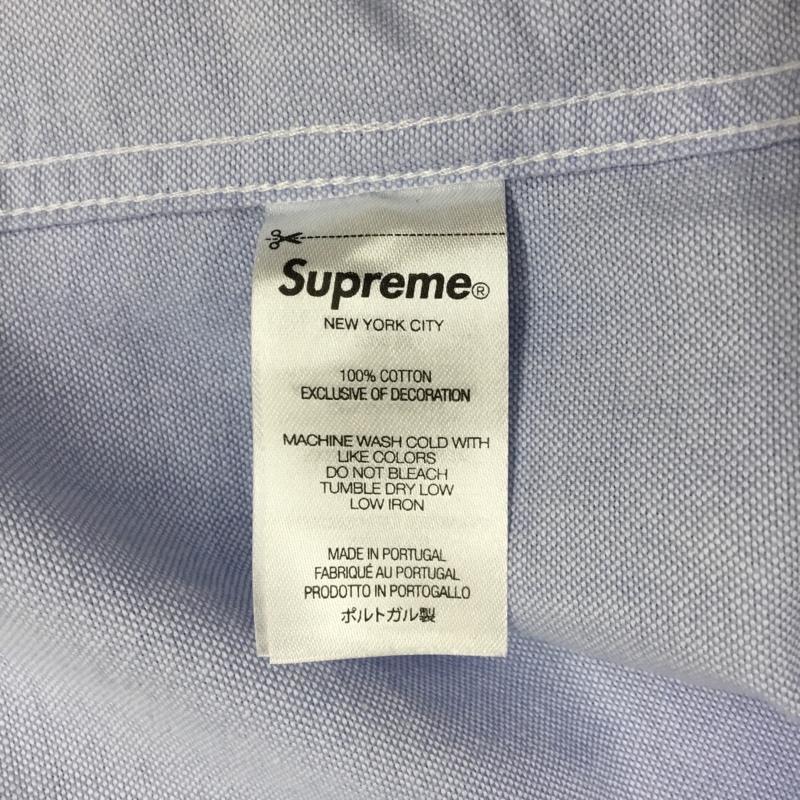 Supreme®
NEW YORK CITY
100% COTTON
EXCLUSIVE OF DECORATION
MACHINE WASH COLD WITH
LIKE COLORS
DO NOT BLEACH
TUMBLE DRY LOW
LOW IRON
MADE IN PORTUGAL
FABRIQUÉ AU PORTUGAL
PRODOTTO IN PORTOGALLO
ポルトガル製